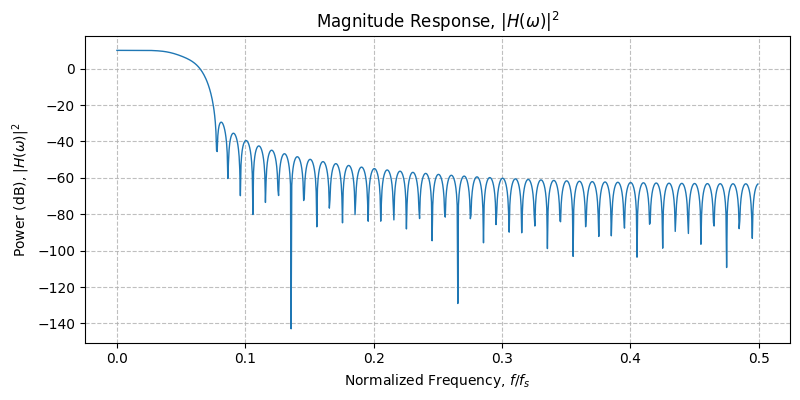 Magnitude Response, |H(ω)|²
Power (dB), |H(ω)|²
0
−20
−40
−60
−80
−100
−120
−140
0.0 0.1 0.2 0.3 0.4 0.5
Normalized Frequency, f/fₛ